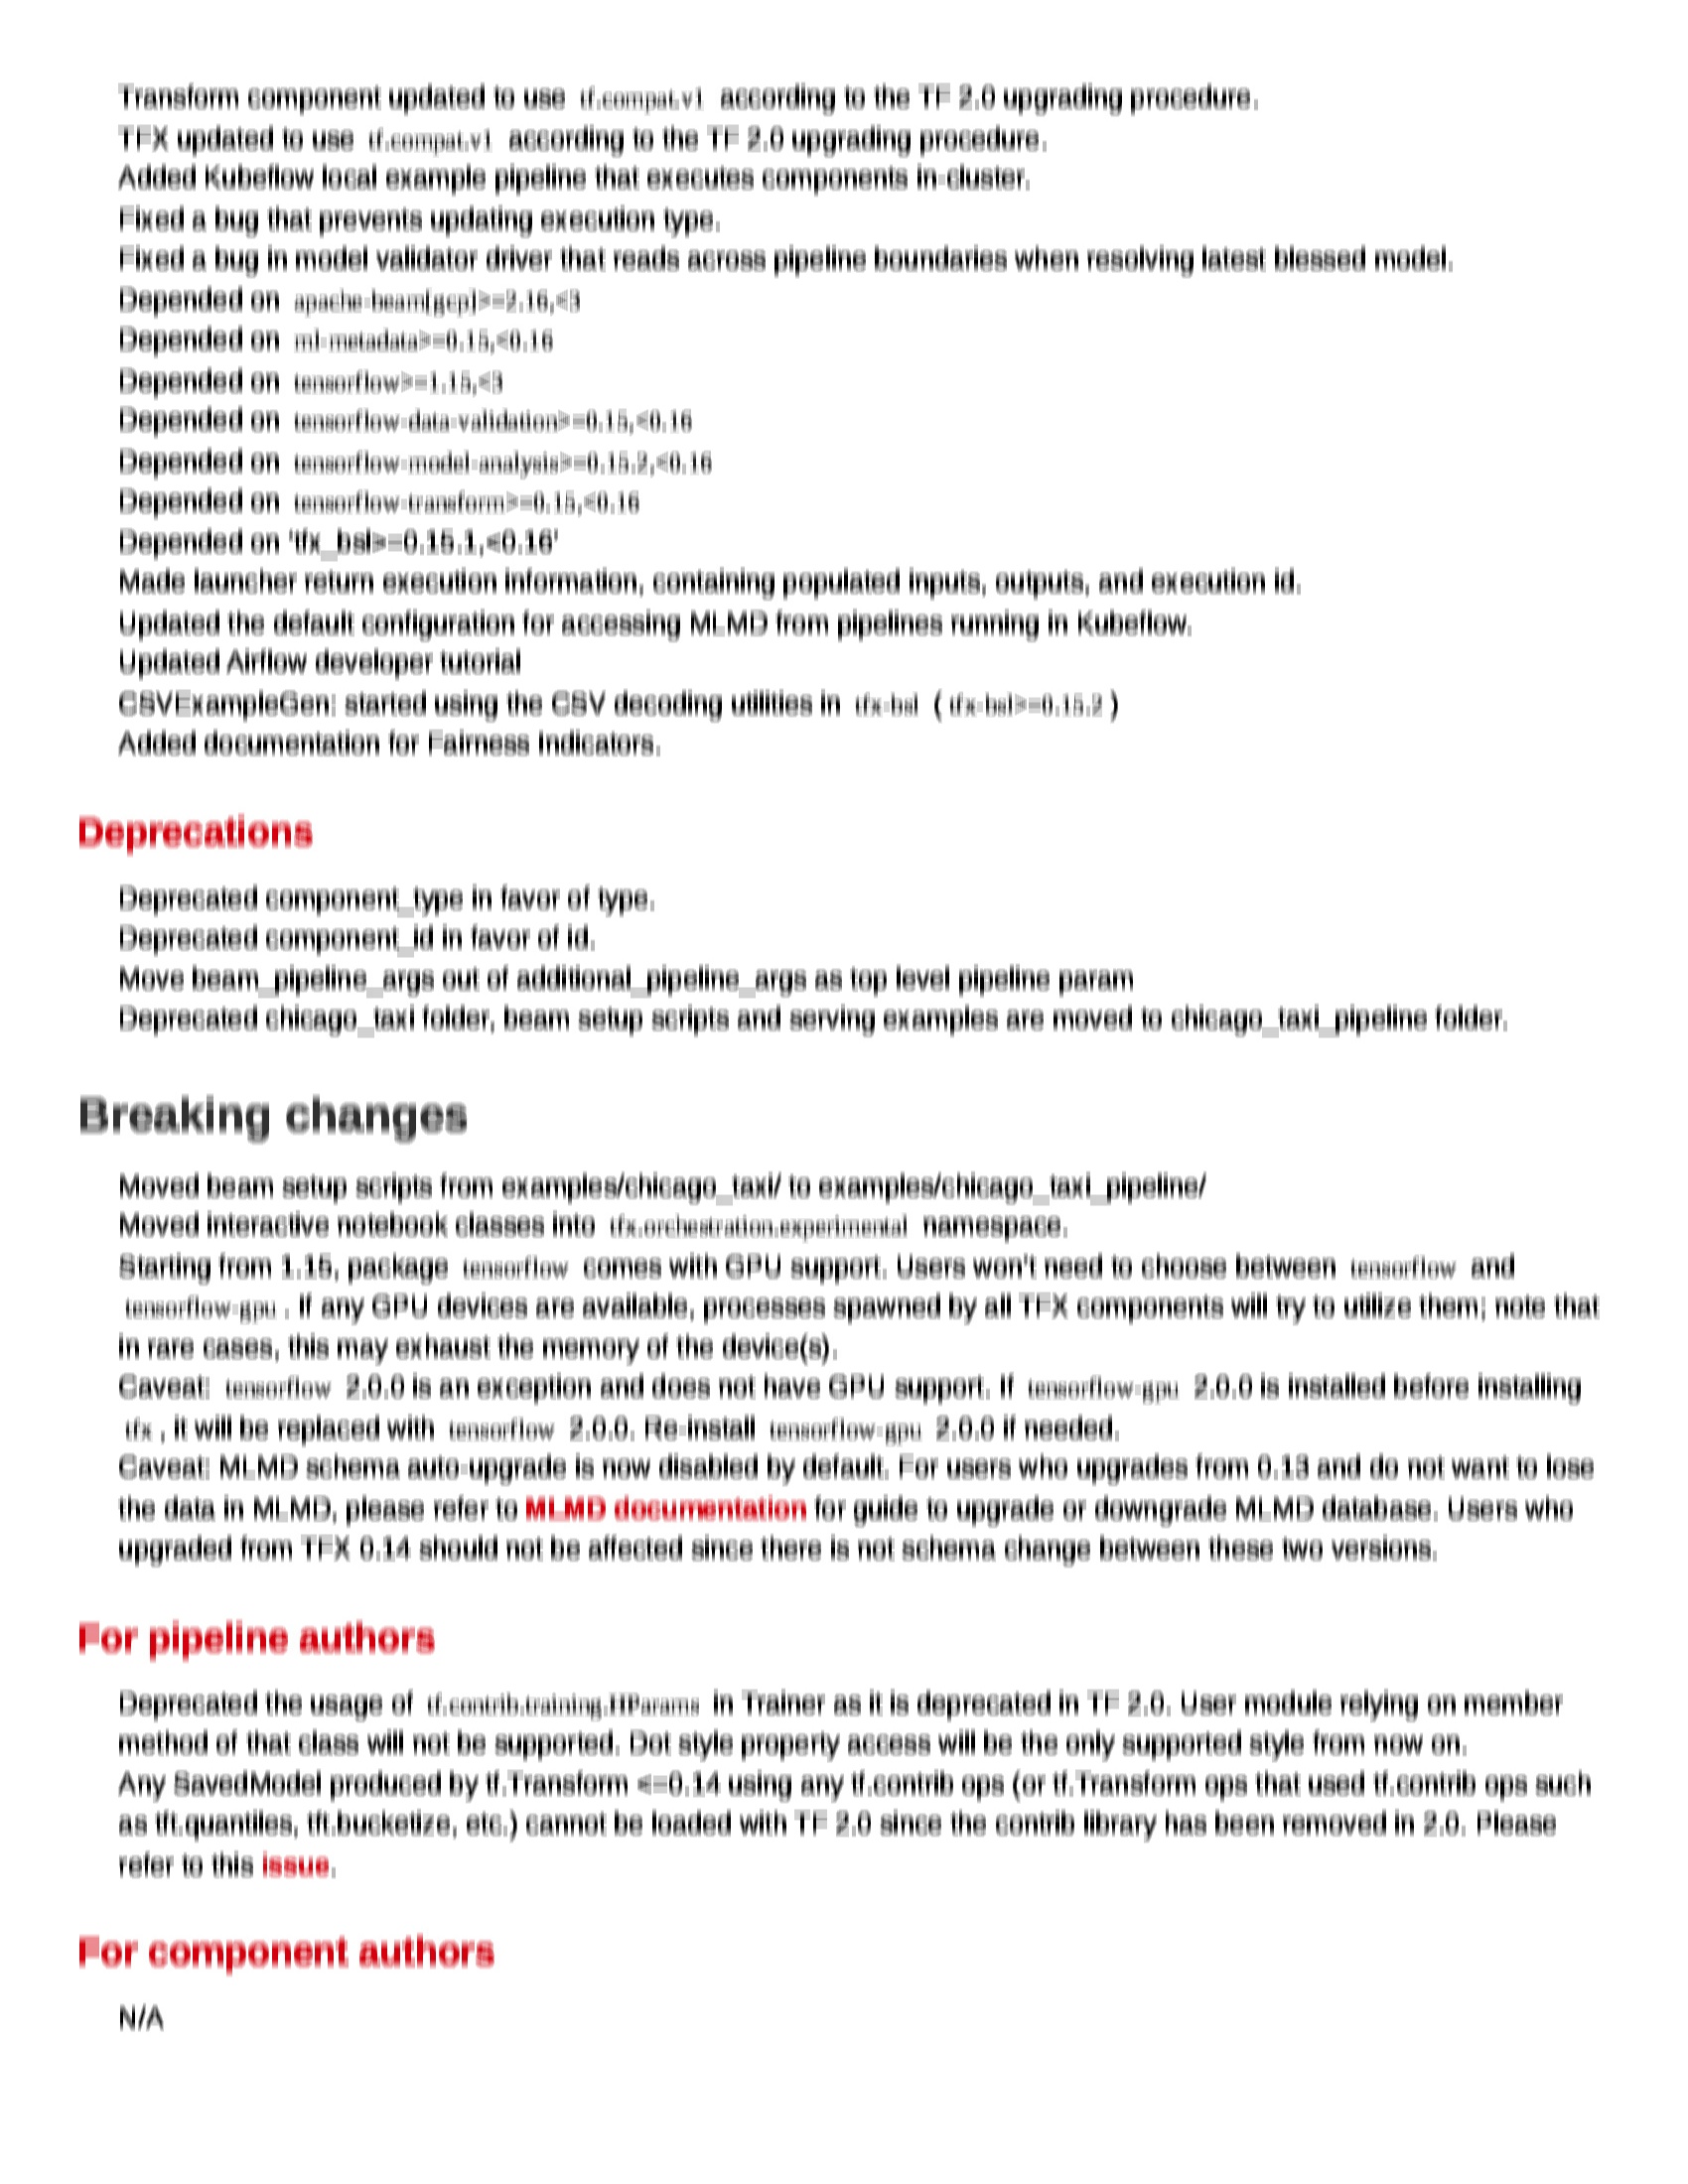 Transform component updated to use tf.compat.v1 according to the TF 2.0 upgrading procedure.
TFX updated to use tf.compat.v1 according to the TF 2.0 upgrading procedure.
Added Kubeflow local example pipeline that executes components in-cluster.
Fixed a bug that prevents updating execution type.
Fixed a bug in model validator driver that reads across pipeline boundaries when resolving latest blessed model.
Depended on apache-beam[gcp]>=2.16,<3
Depended on ml-metadata>=0.15,<0.16
Depended on tensorflow>=1.15,<3
Depended on tensorflow-data-validation>=0.15,<0.16
Depended on tensorflow-model-analysis>=0.15.2,<0.16
Depended on tensorflow-transform>=0.15,<0.16
Depended on 'tfx_bsl>=0.15.1,<0.16'
Made launcher return execution information, containing populated inputs, outputs, and execution id.
Updated the default configuration for accessing MLMD from pipelines running in Kubeflow.
Updated Airflow developer tutorial
CSVExampleGen: started using the CSV decoding utilities in tfx-bsl (tfx-bsl>=0.15.2)
Added documentation for Fairness Indicators.
Deprecations
Deprecated component_type in favor of type.
Deprecated component_id in favor of id.
Move beam_pipeline_args out of additional_pipeline_args as top level pipeline param
Deprecated chicago_taxi folder, beam setup scripts and serving examples are moved to chicago_taxi_pipeline folder.
Breaking changes
Moved beam setup scripts from examples/chicago_taxi/ to examples/chicago_taxi_pipeline/
Moved interactive notebook classes into tfx.orchestration.experimental namespace.
Starting from 1.15, package tensorflow comes with GPU support. Users won't need to choose between tensorflow and
tensorflow-gpu . If any GPU devices are available, processes spawned by all TFX components will try to utilize them; note that
in rare cases, this may exhaust the memory of the device(s).
Caveat: tensorflow 2.0.0 is an exception and does not have GPU support. If tensorflow-gpu 2.0.0 is installed before installing
tfx , it will be replaced with tensorflow 2.0.0. Re-install tensorflow-gpu 2.0.0 if needed.
Caveat: MLMD schema auto-upgrade is now disabled by default. For users who upgrades from 0.13 and do not want to lose
the data in MLMD, please refer to MLMD documentation for guide to upgrade or downgrade MLMD database. Users who
upgraded from TFX 0.14 should not be affected since there is not schema change between these two versions.
For pipeline authors
Deprecated the usage of tf.contrib.training.HParams in Trainer as it is deprecated in TF 2.0. User module relying on member
method of that class will not be supported. Dot style property access will be the only supported style from now on.
Any SavedModel produced by tf.Transform <=0.14 using any tf.contrib ops (or tf.Transform ops that used tf.contrib ops such
as tft.quantiles, tft.bucketize, etc.) cannot be loaded with TF 2.0 since the contrib library has been removed in 2.0. Please
refer to this issue.
For component authors
N/A